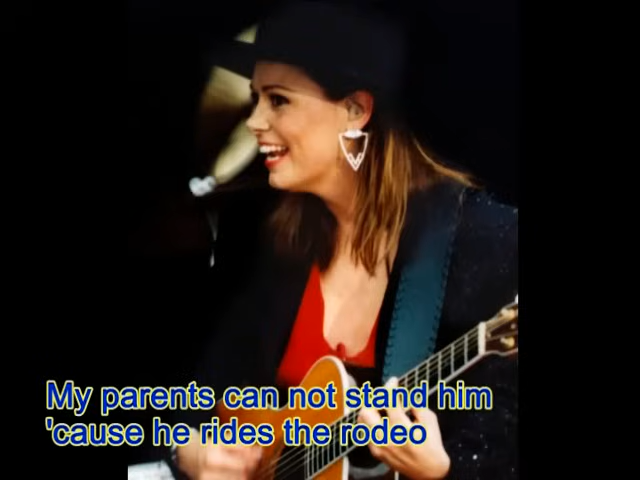 My parents can not stand him
'cause he rides the rodeo